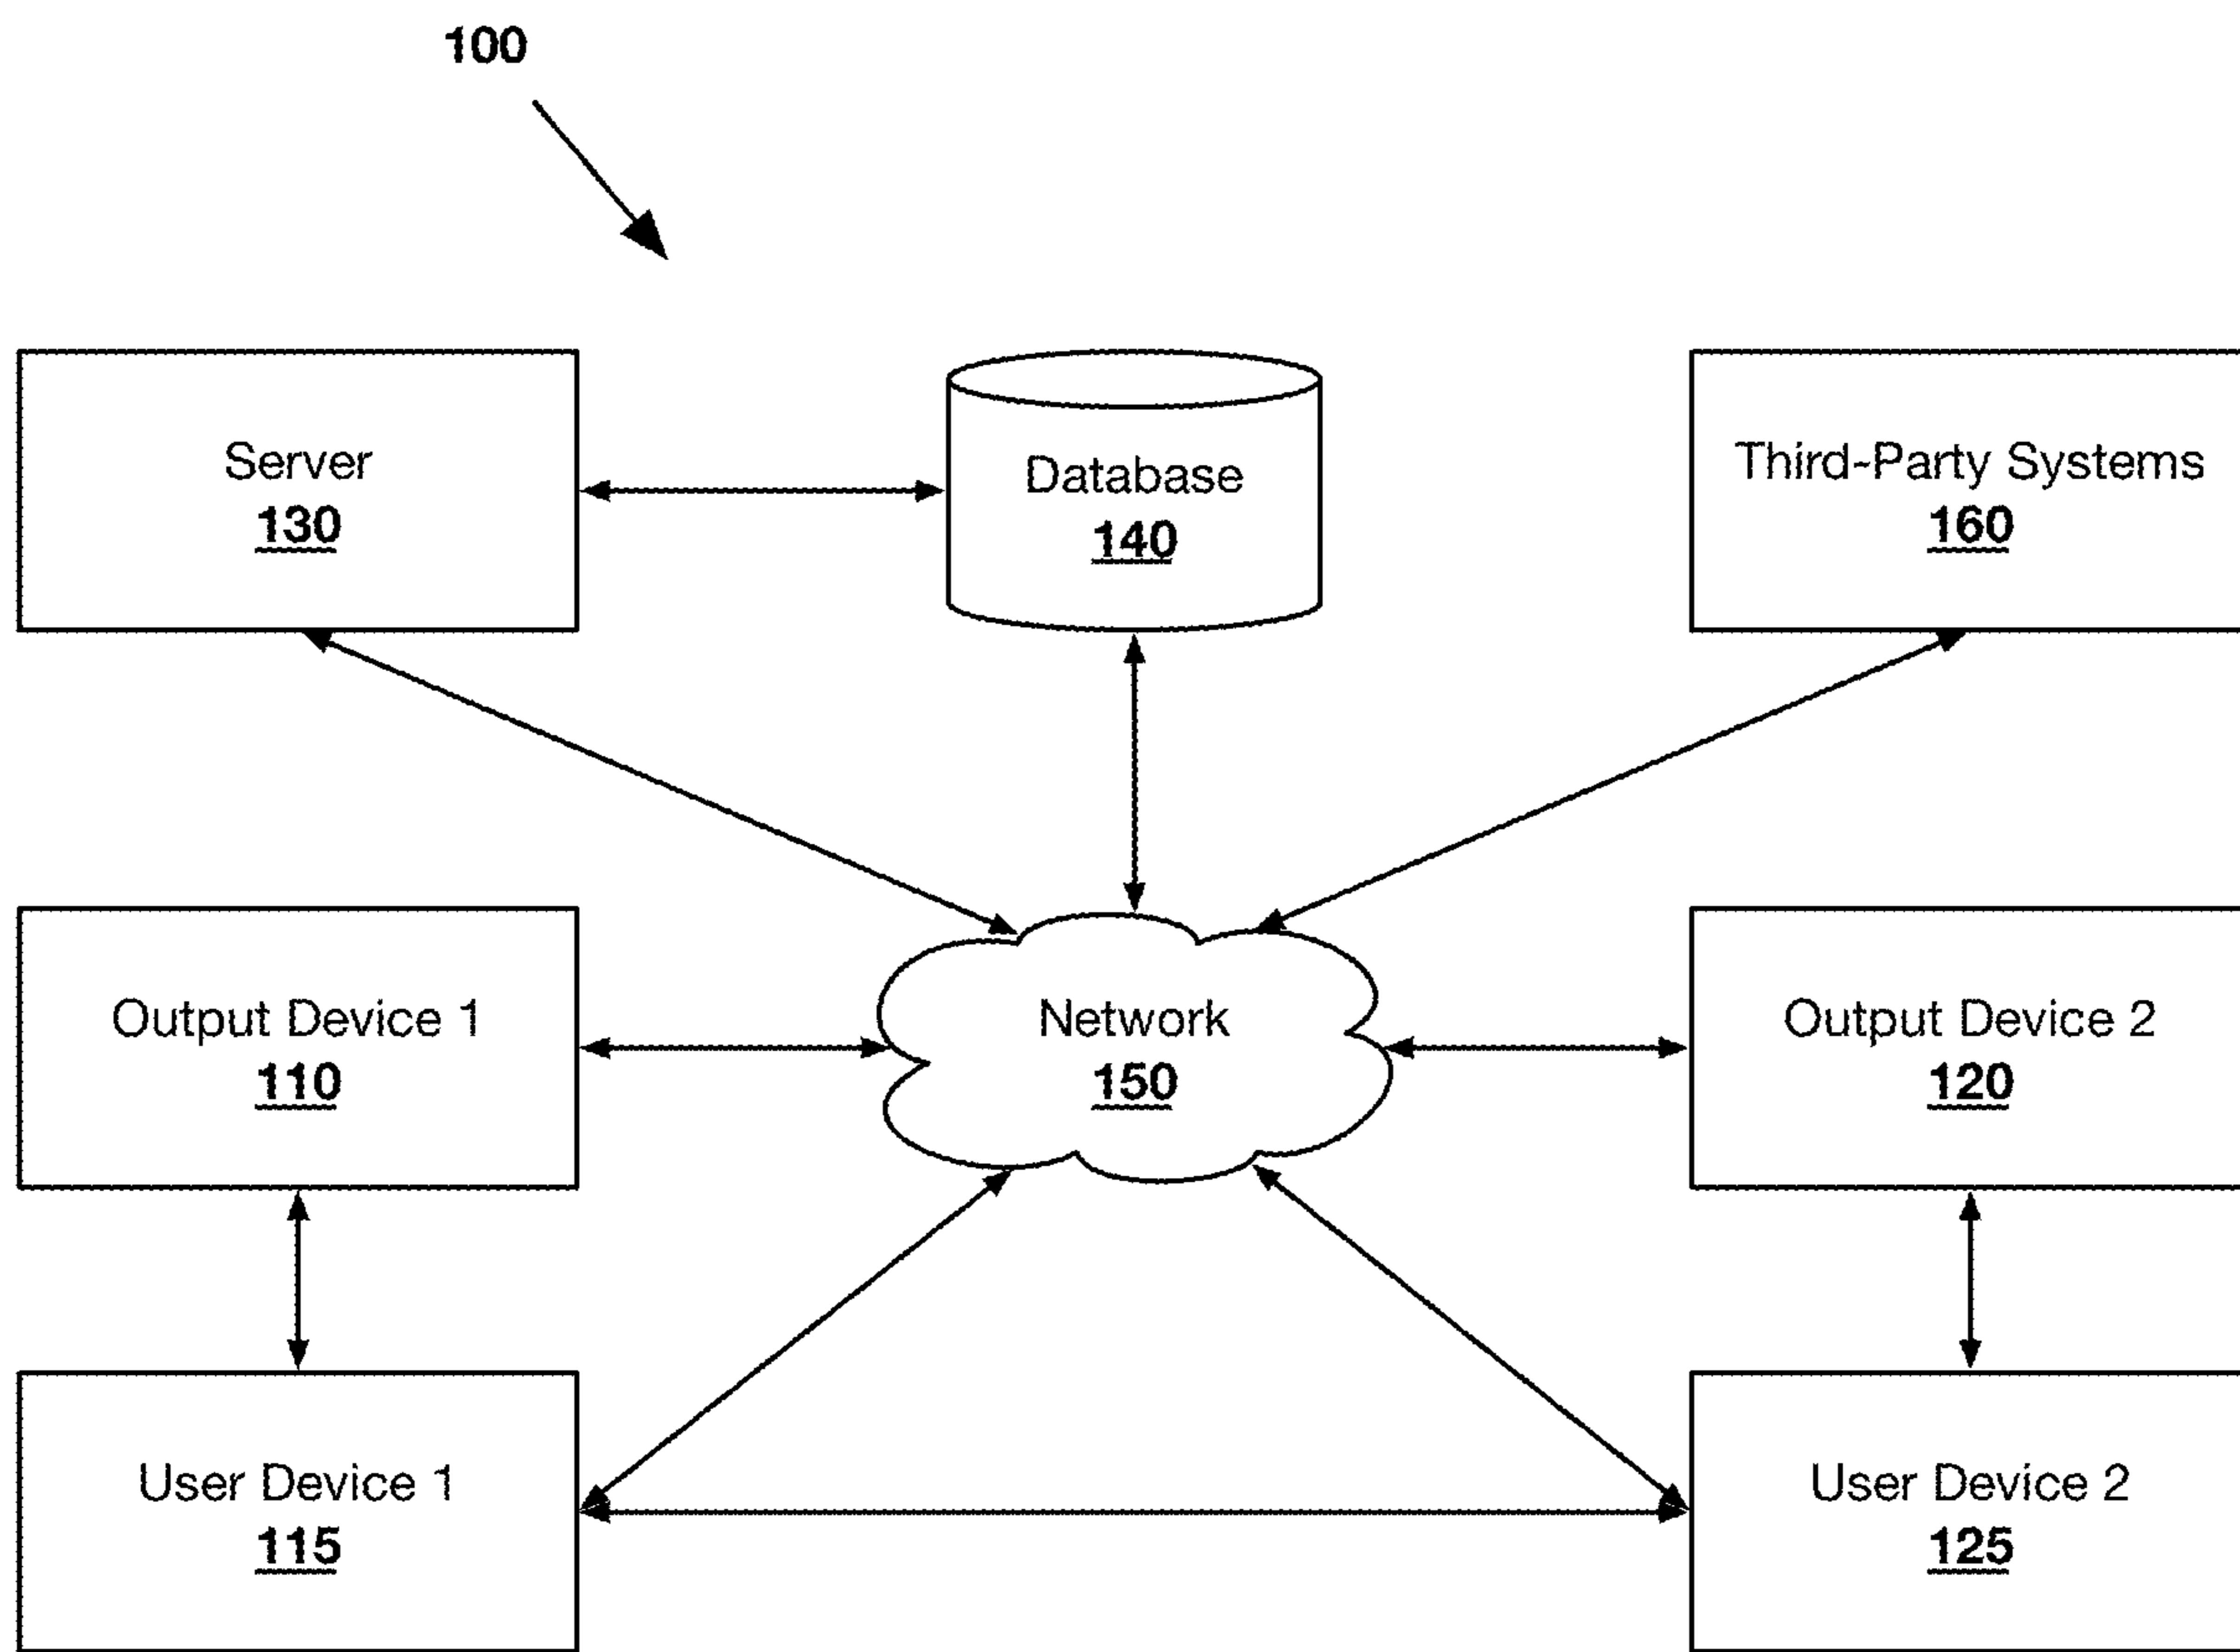 100
Server
130
Database
140
Third-Party Systems
160
Output Device 1
110
Network
150
Output Device 2
120
User Device 1
115
User Device 2
125